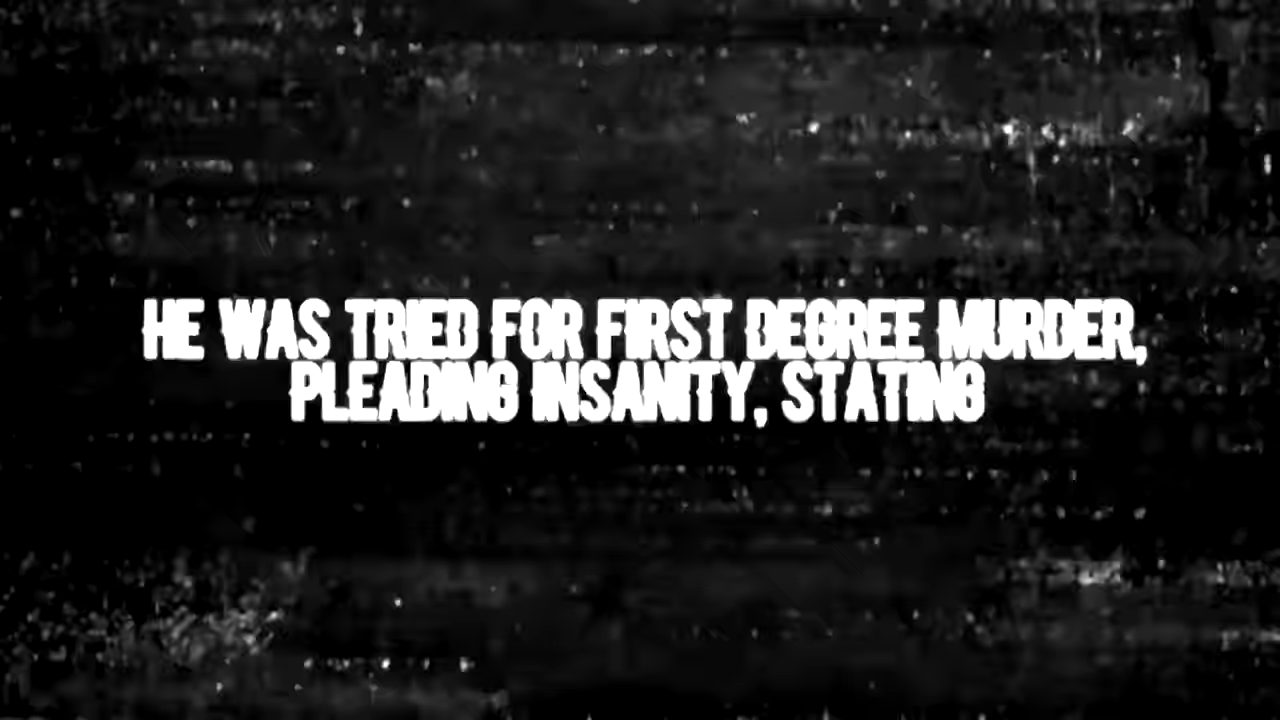 HE WAS TRIED FOR FIRST DEGREE MURDER,
PLEADING INSANITY, STATING